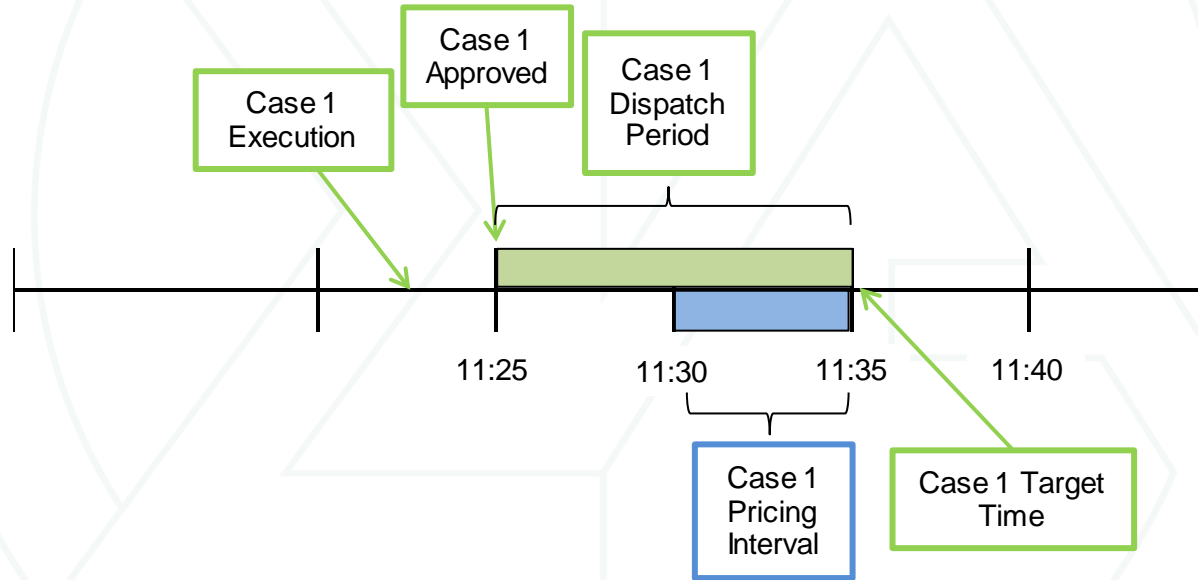 Case 1
Approved
Case 1
Dispatch
Period
Case 1
Execution
11:25
11:30
11:35
11:40
Case 1
Pricing
Interval
Case 1 Target
Time